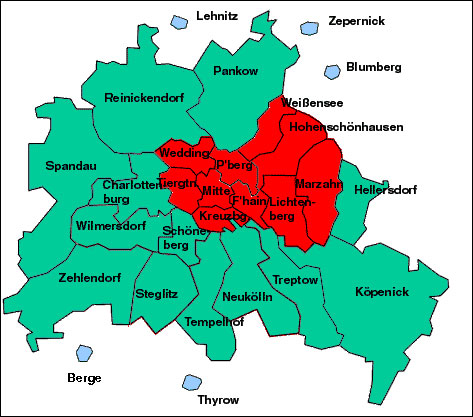 Lehnitz
Zepernick
Blumberg
Pankow
Reinickendorf
Weißensee
Hohenschönhausen
Wedding
P'berg
Spandau
Charlotten
burg
Tiergtn
Mitte
Marzahn
Hellersdorf
F'hain
Lichten-
berg
Kreuzbg
Wilmersdorf
Schöne
berg
Zehlendorf
Steglitz
Neukölln
Treptow
Köpenick
Tempelhof
Berge
Thyrow